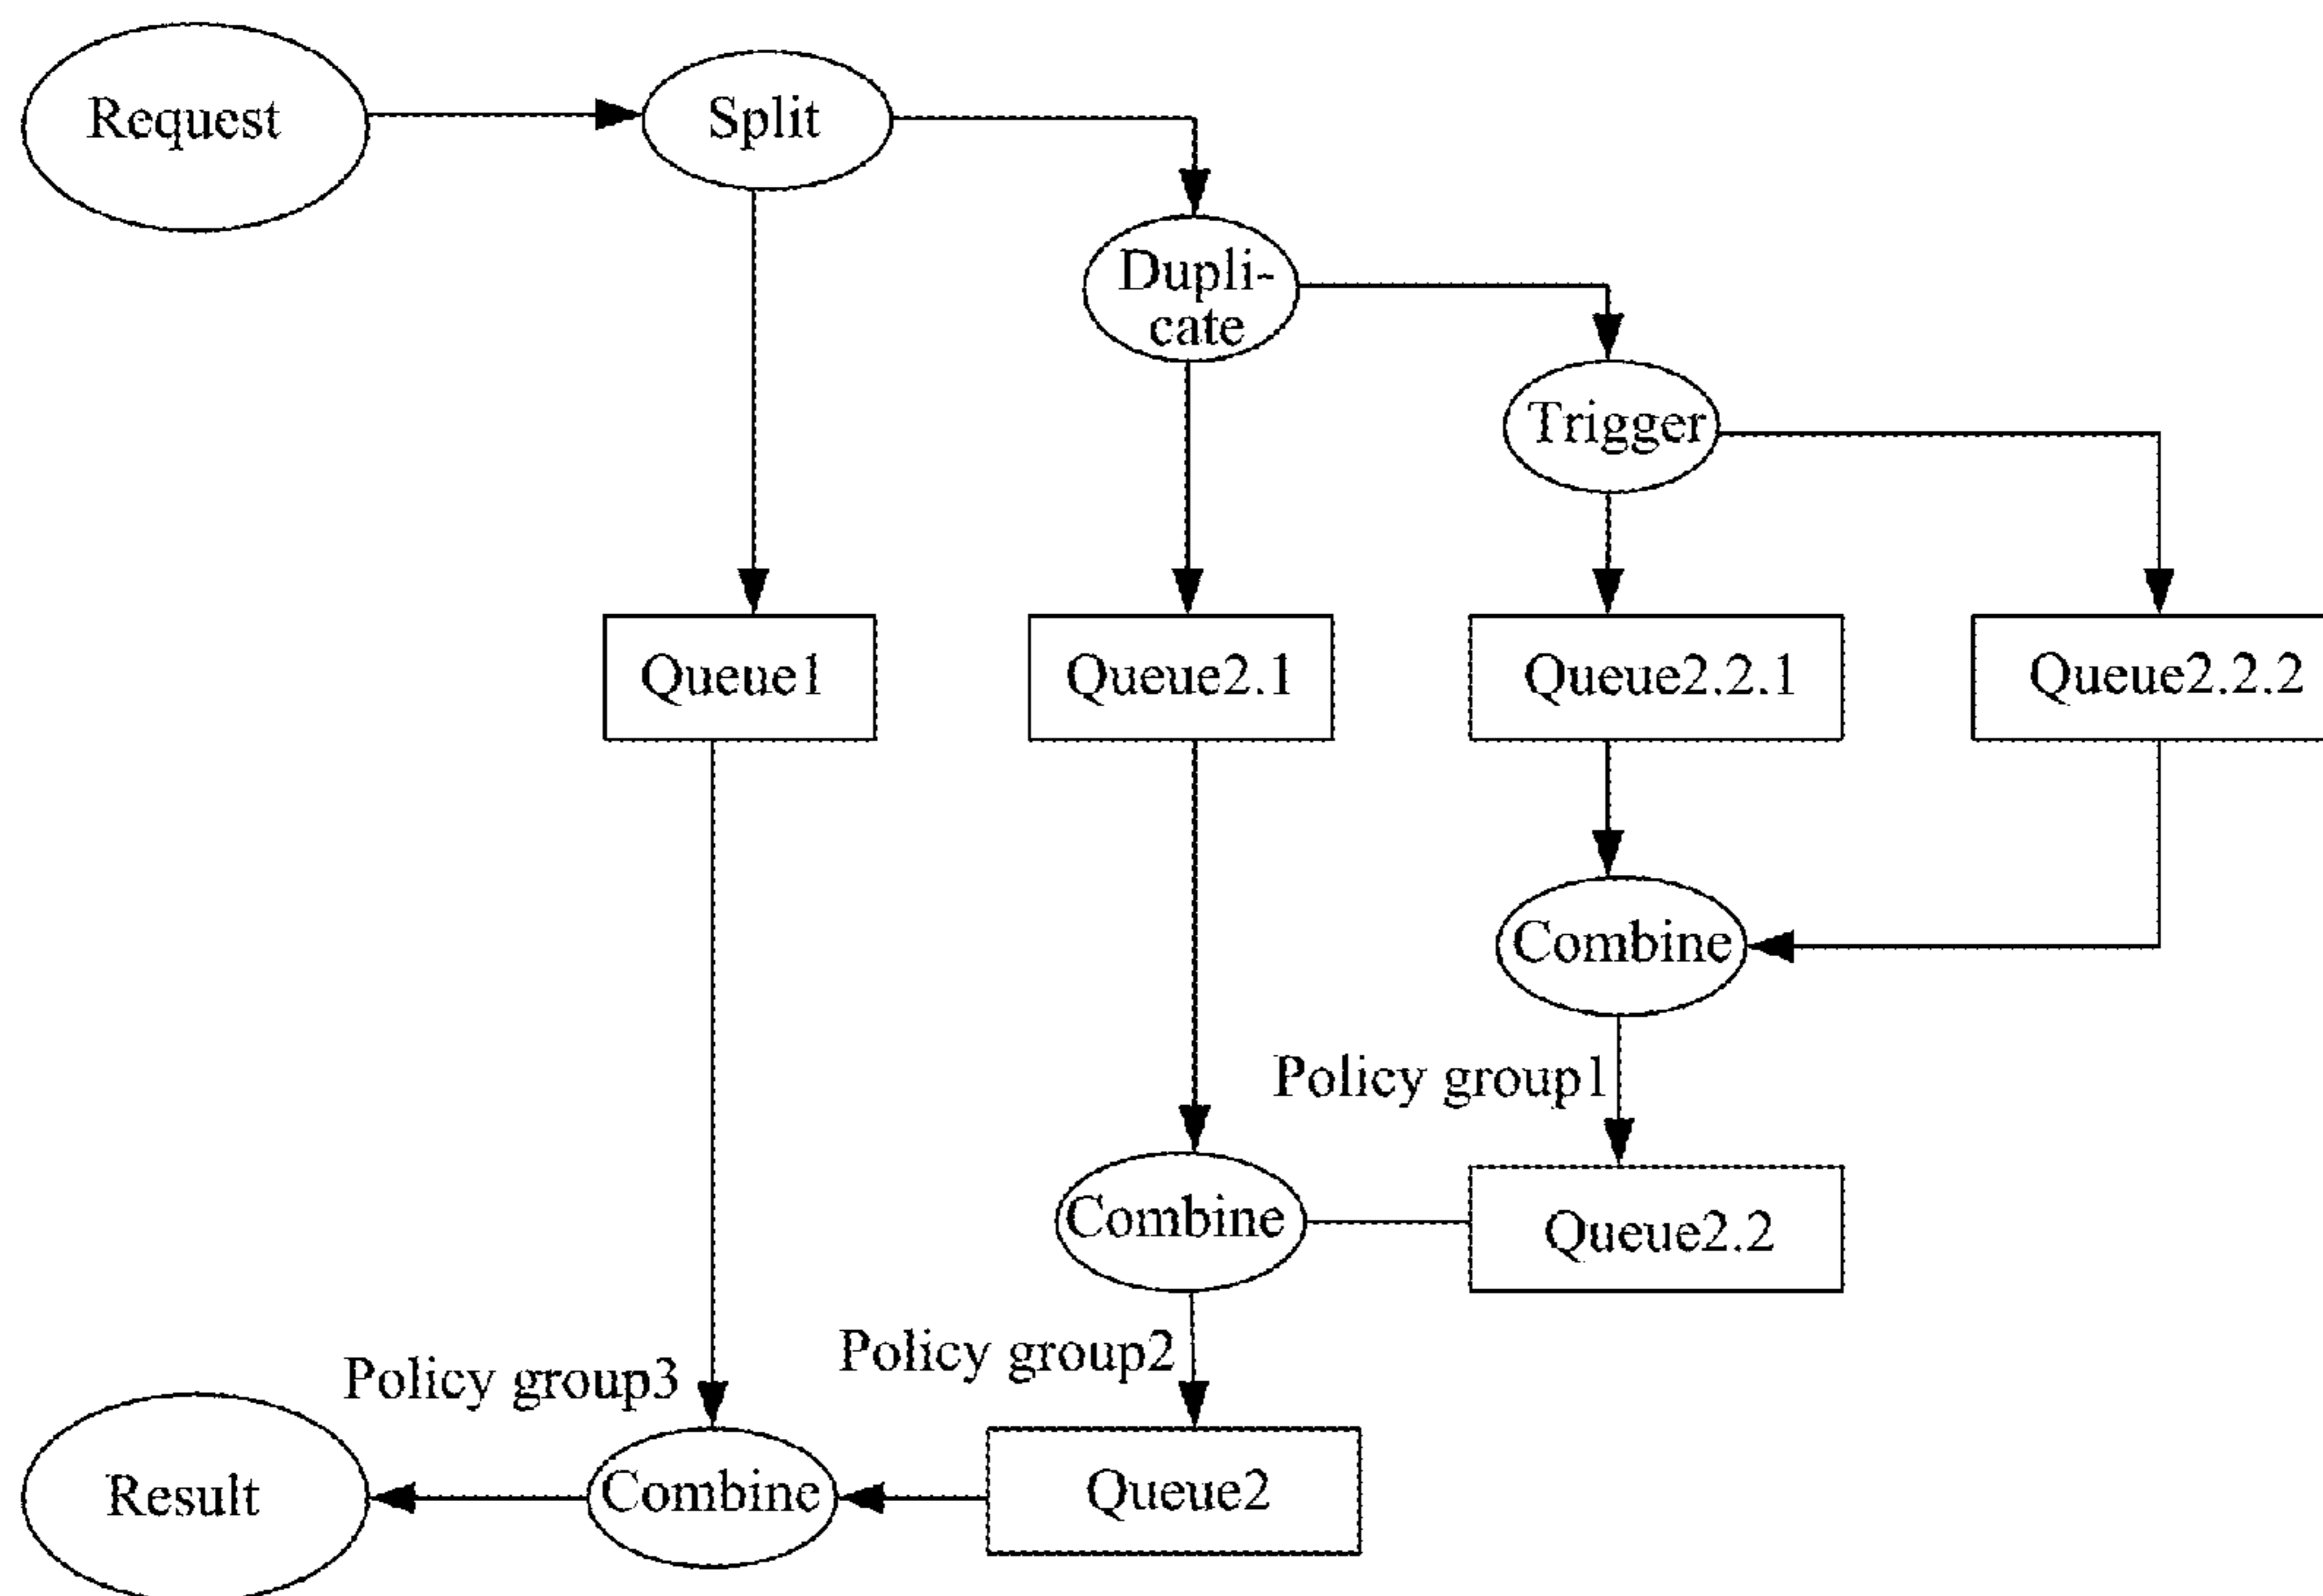 Request
Split
Dupli-
cate
Trigger
Queue1
Queue2.1
Queue2.2.1
Queue2.2.2
Combine
Policy group1
Combine
Queue2.2
Policy group2
Policy group3
Result
Combine
Queue2